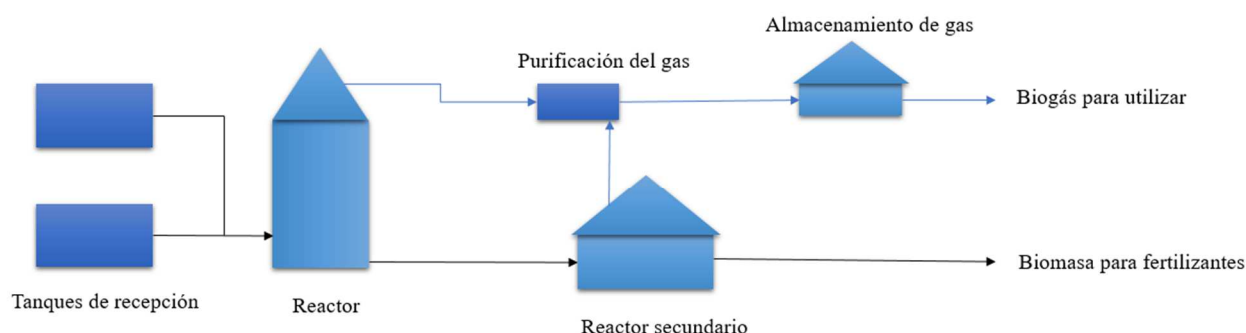 Almacenamiento de gas
Purificación del gas
Biogás para utilizar
Biomasa para fertilizantes
Tanques de recepción
Reactor
Reactor secundario